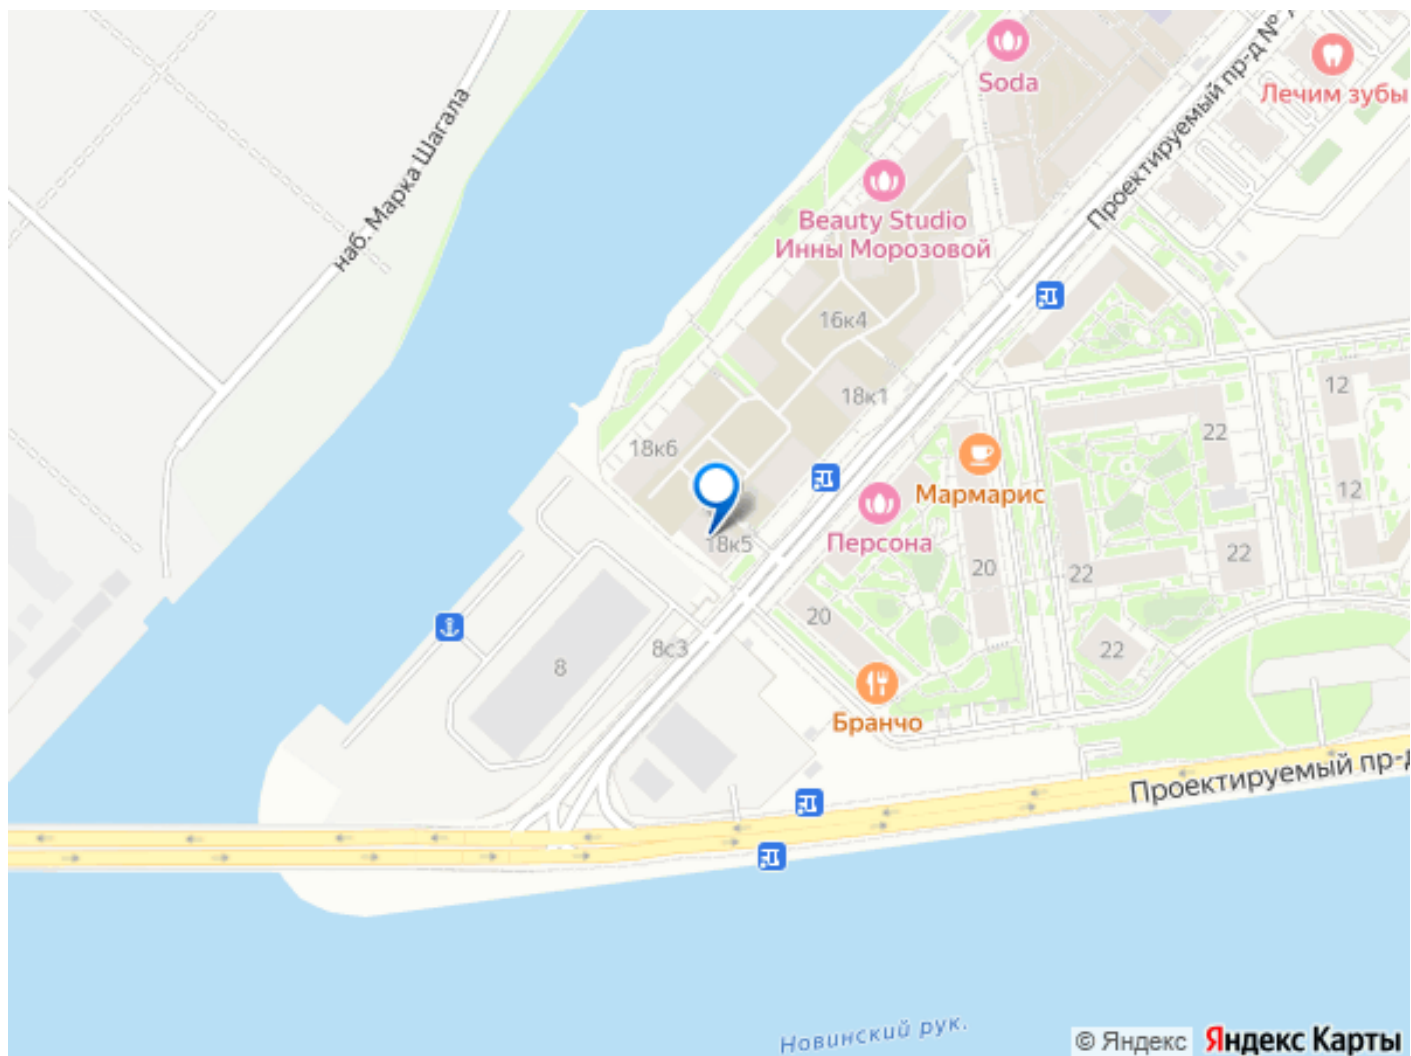 Soda
Лечим зубы
Проектируемый пр-д №
наб. Марка Шагала
Beauty Studio
Инны Морозовой
16к4
18к1
12
22
18к6
Мармарис
12
Персона
18к5
22
20
22
20
8с3
22
8
Бранчо
Проектируемый пр-д
Новинский рук.
© Яндекс
Яндекс Карты